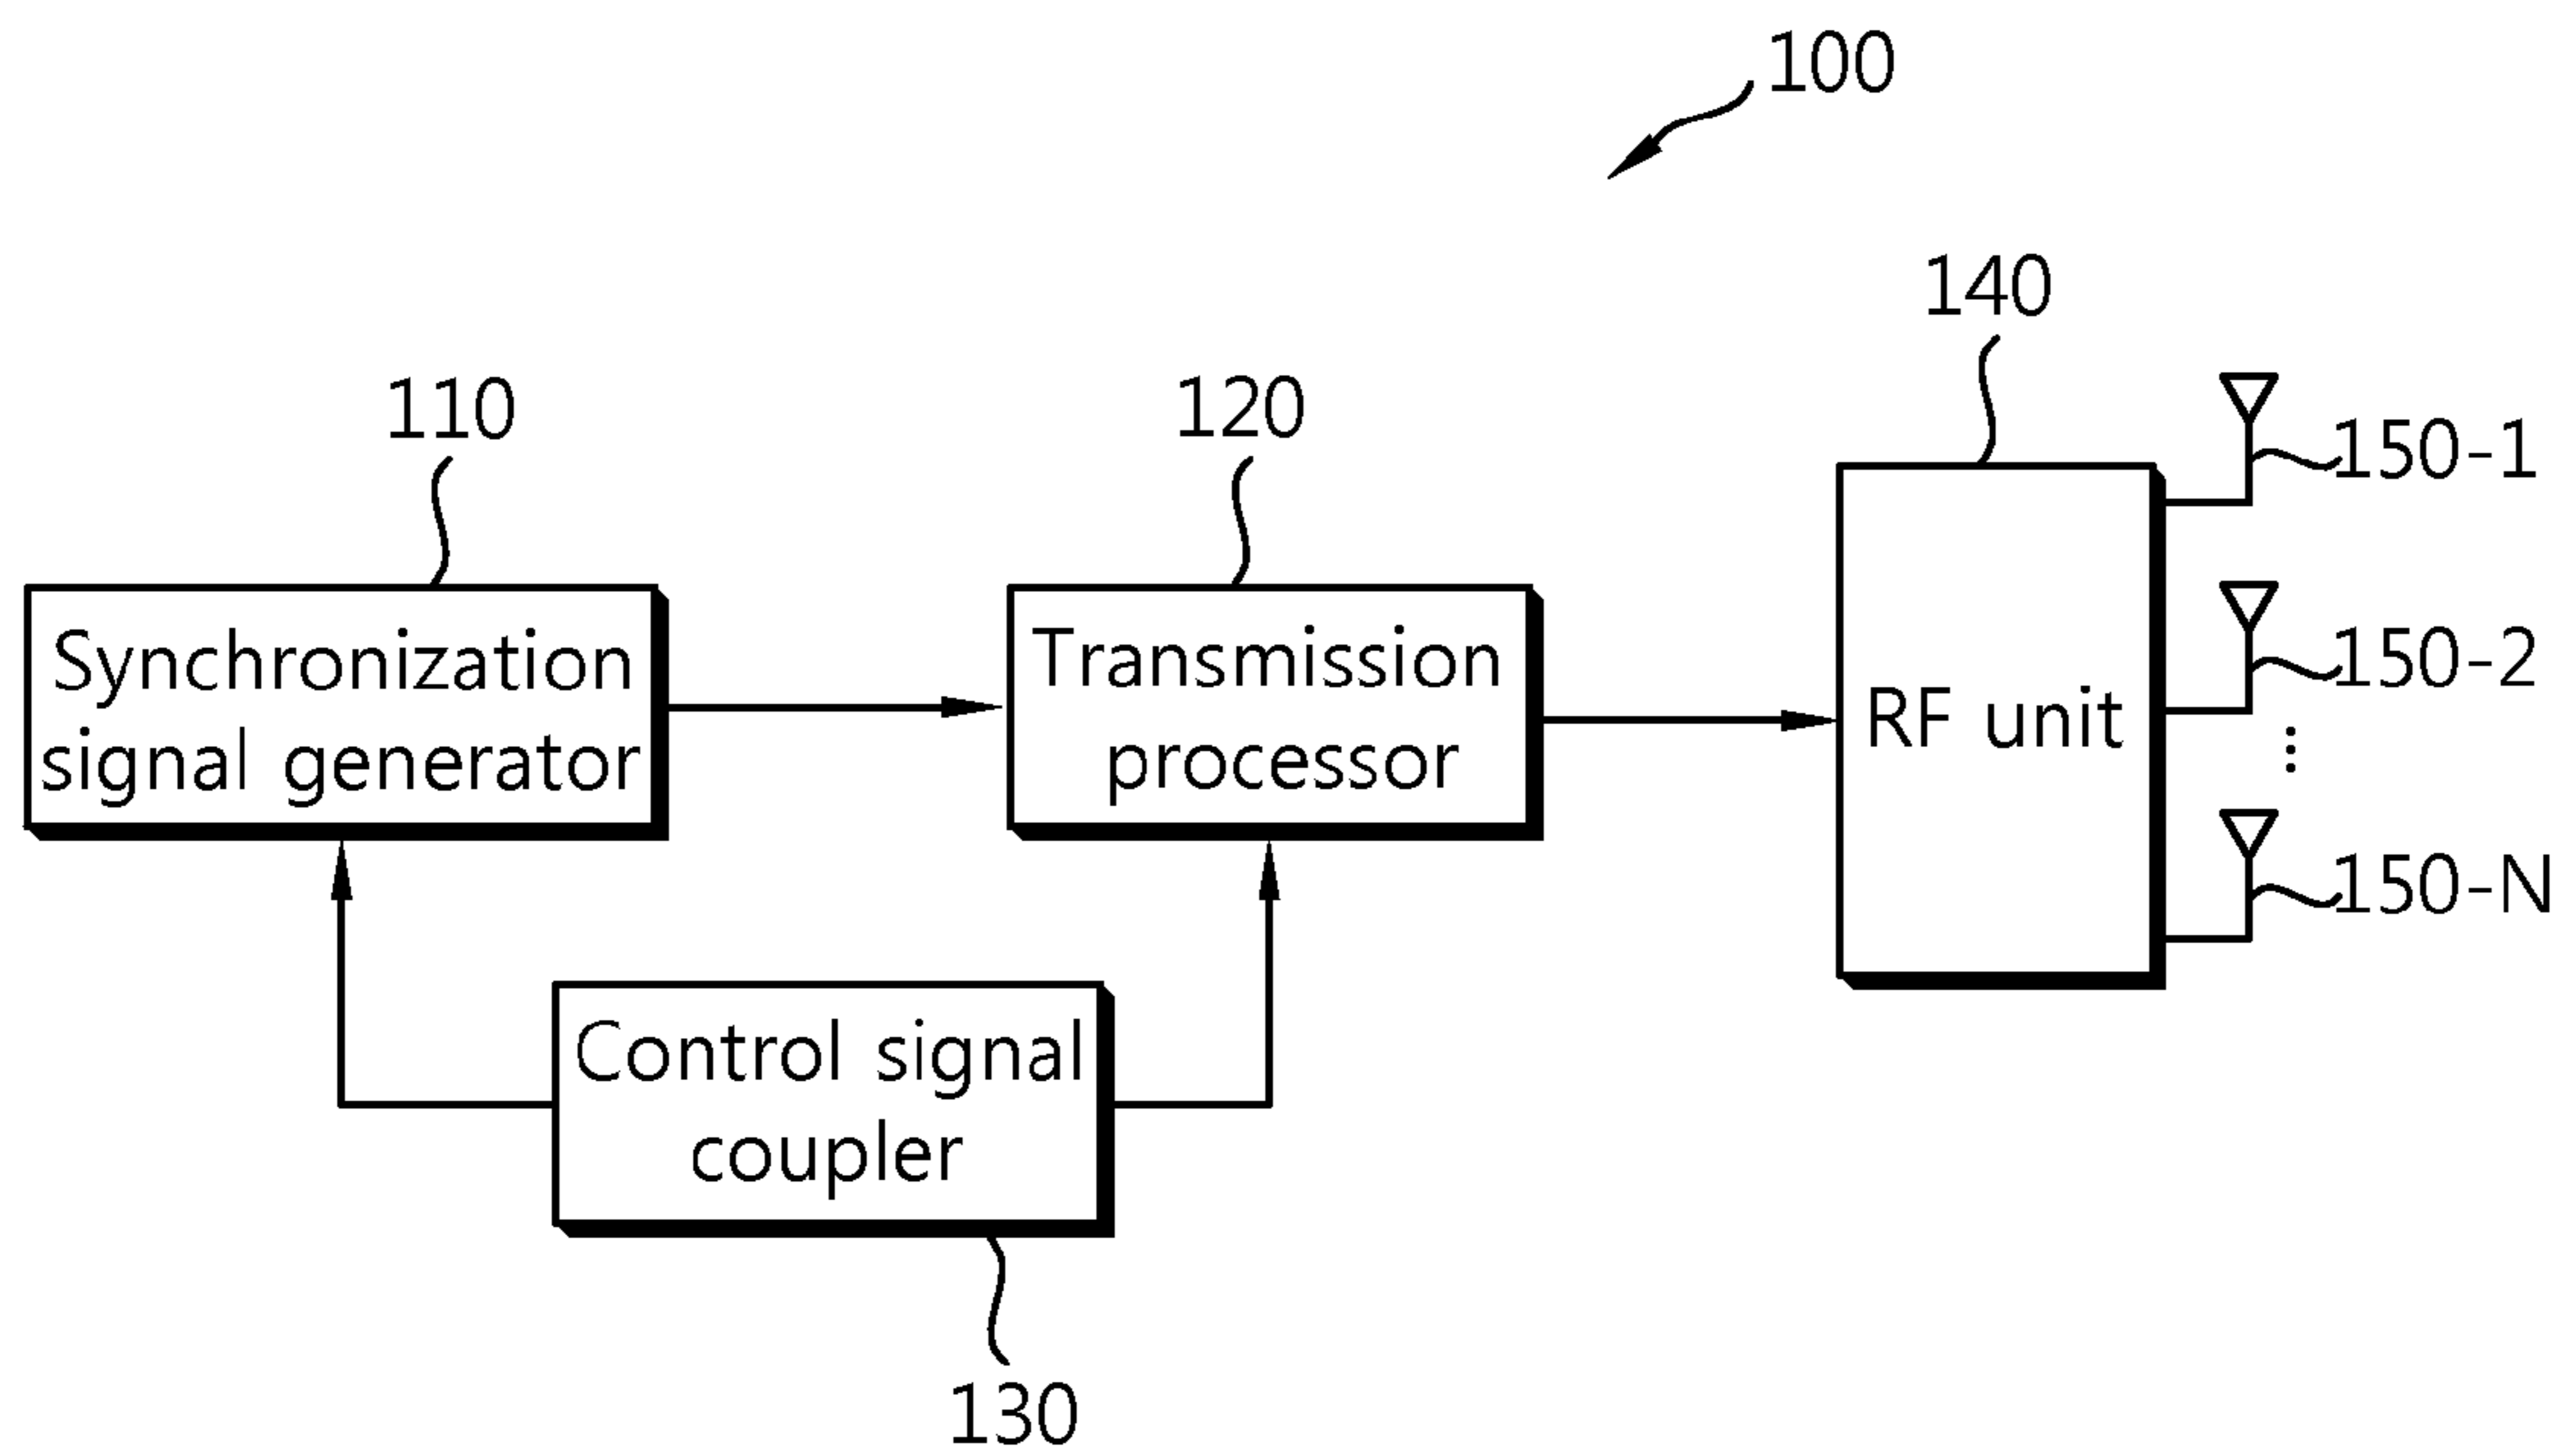 100
140
110
120
150-1
Synchronization
signal generator
Transmission
processor
RF unit
150-2
150-N
Control signal
coupler
130